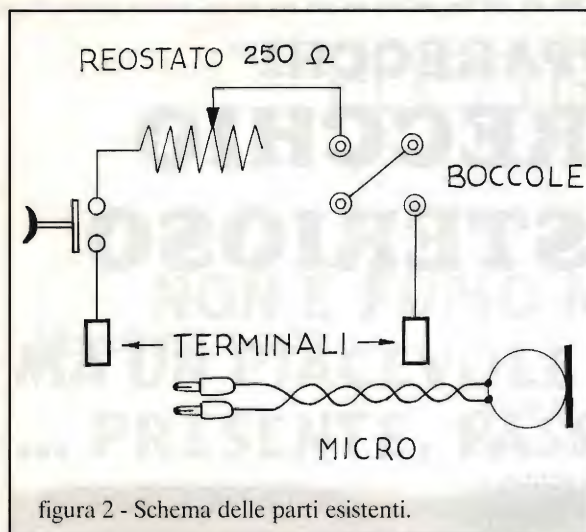 REOSTATO 250 Ω
BOCCOLE
TERMINALI
MICRO
figura 2 - Schema delle parti esistenti.